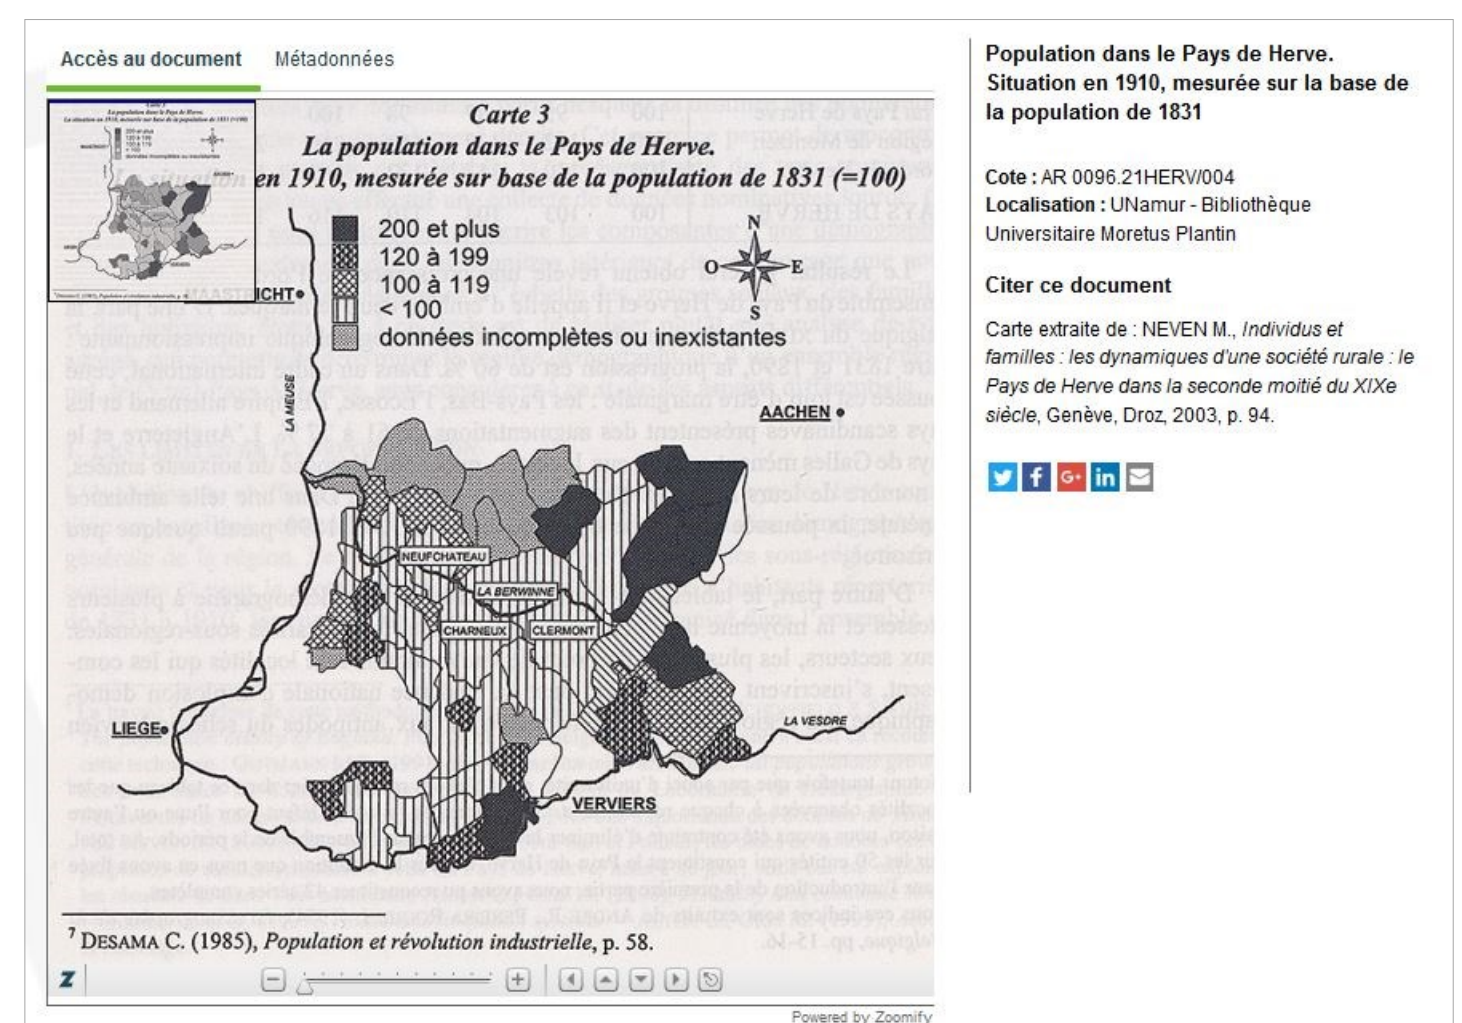 Accès au document
Métadonnées
Carte 3
La population dans le Pays de Herve.
La situation en 1910, mesurée sur base de la population de 1831 (=100)
200 et plus
120 à 199
100 à 119
< 100
données incomplètes ou inexistantes
N
O
E
S
MAASTRICHT
LA MEUSE
AACHEN
NEUFCHATEAU
LA BERWINNE
CHARNEUX
CLERMONT
LIEGE
LA VESDRE
VERVIERS
7 DESAMA C. (1985), Population et révolution industrielle, p. 58.
Z
Powered by Zoomify
Population dans le Pays de Herve.
Situation en 1910, mesurée sur la base de
la population de 1831
Cote : AR 0096.21HERV/004
Localisation : UNamur - Bibliothèque
Universitaire Moretus Plantin
Citer ce document
Carte extraite de : NEVEN M., Individus et
familles : les dynamiques d'une société rurale : le
Pays de Herve dans la seconde moitié du XIXe
siècle, Genève, Droz, 2003, p. 94.